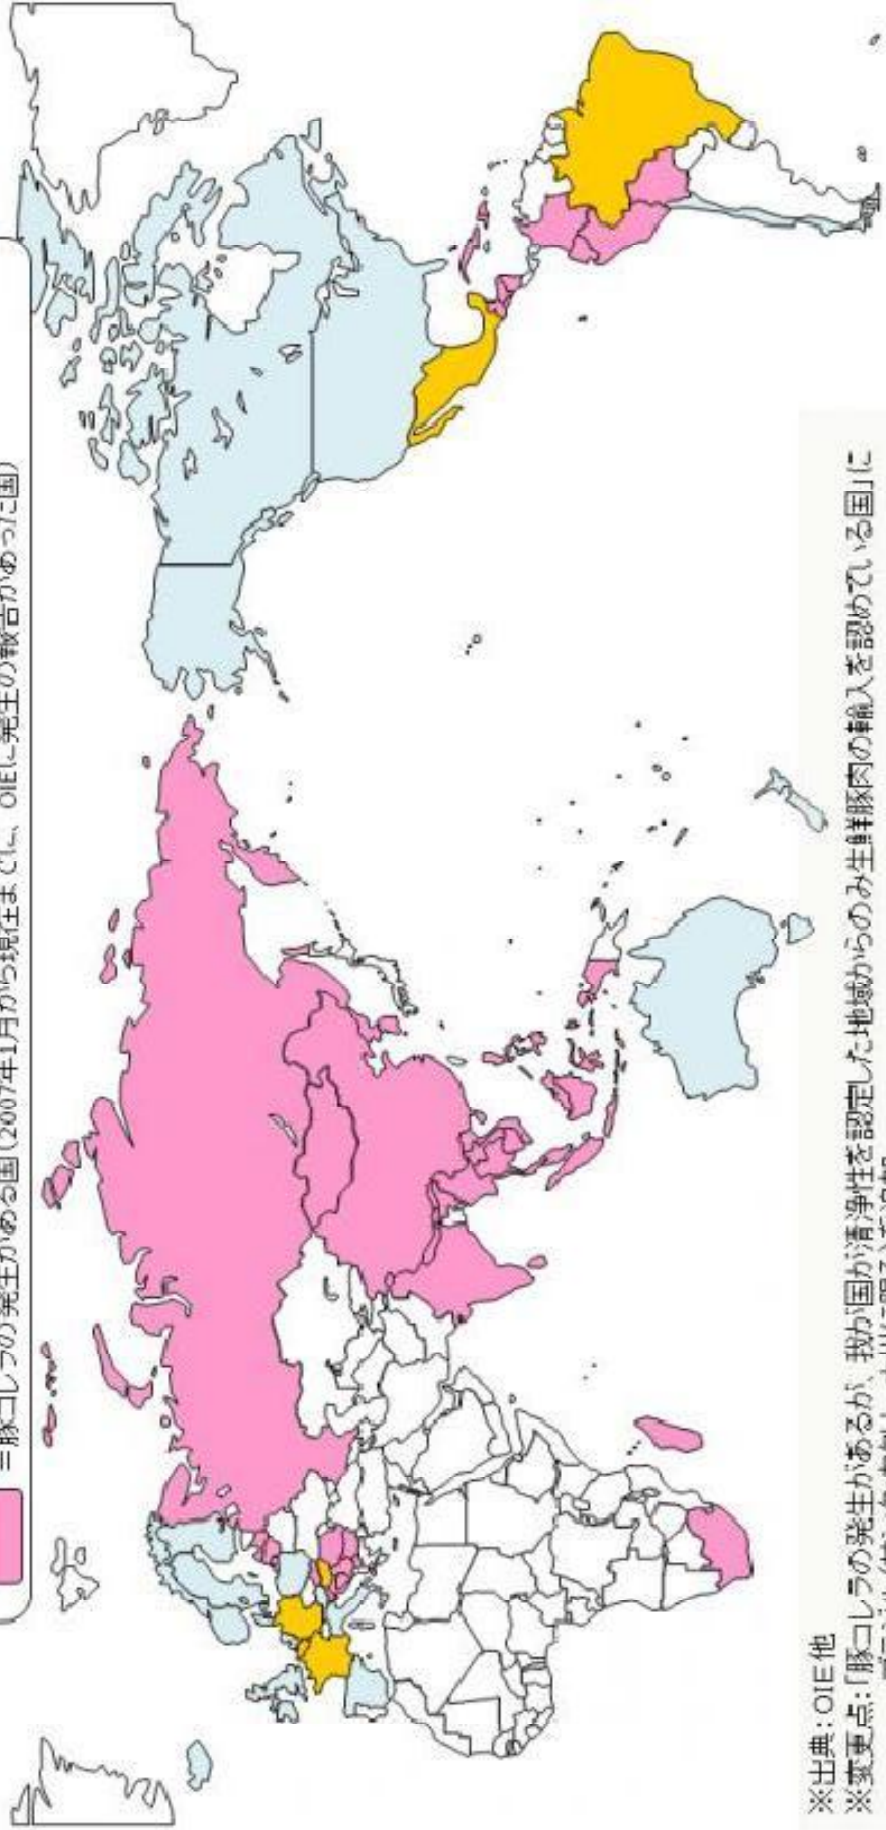 =豚コレラの発生がある国(2007年1月から現在までに、OIEに発生の報告があった国)
※出典:OIE他
※変更点:「豚コレラの発生があるが、我が国が清浄性を認定した地域からのみ生鮮豚肉の輸入を認めている国」に